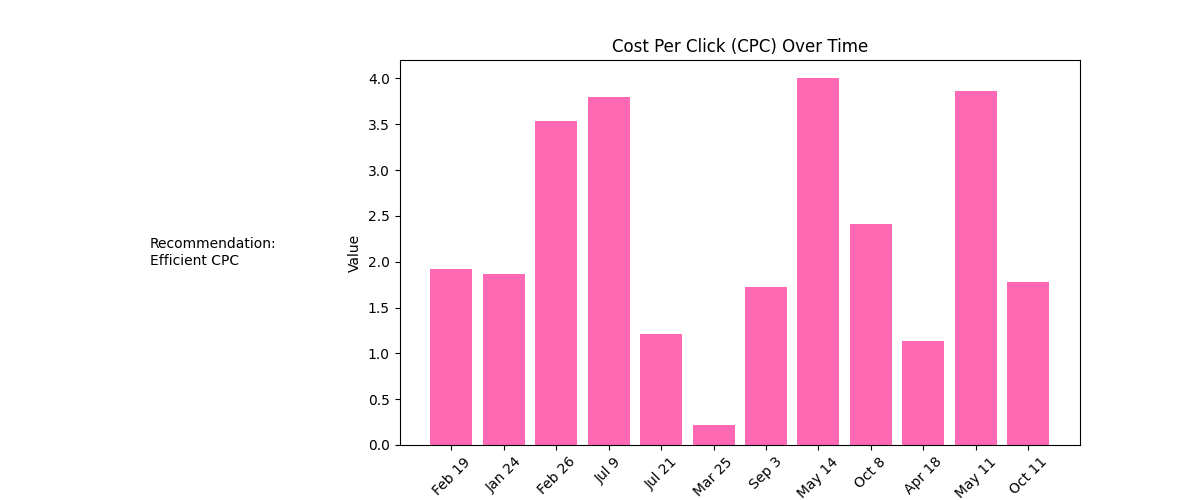 Cost Per Click (CPC) Over Time
4.0
3.5
3.0
2.5
2.0
1.5
1.0
0.5
0.0
Value
Recommendation:
Efficient CPC
Feb 19
Jan 24
Feb 26
Jul 9
Jul 21
Mar 25
Sep 3
May 14
Oct 8
Apr 18
May 11
Oct 11